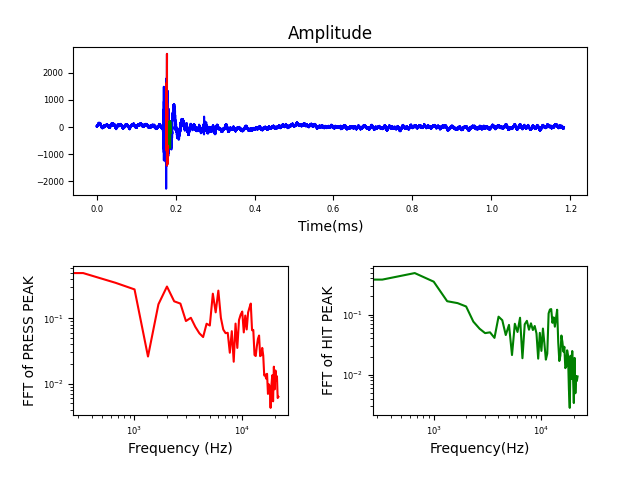 Amplitude
2000
1000
0
−1000
−2000
0.0 0.2 0.4 0.6 0.8 1.0 1.2
Time(ms)
FFT of PRESS PEAK
10⁻¹
10⁻²
10³ 10⁴
Frequency (Hz)
FFT of HIT PEAK
10⁻¹
10⁻²
10³ 10⁴
Frequency(Hz)